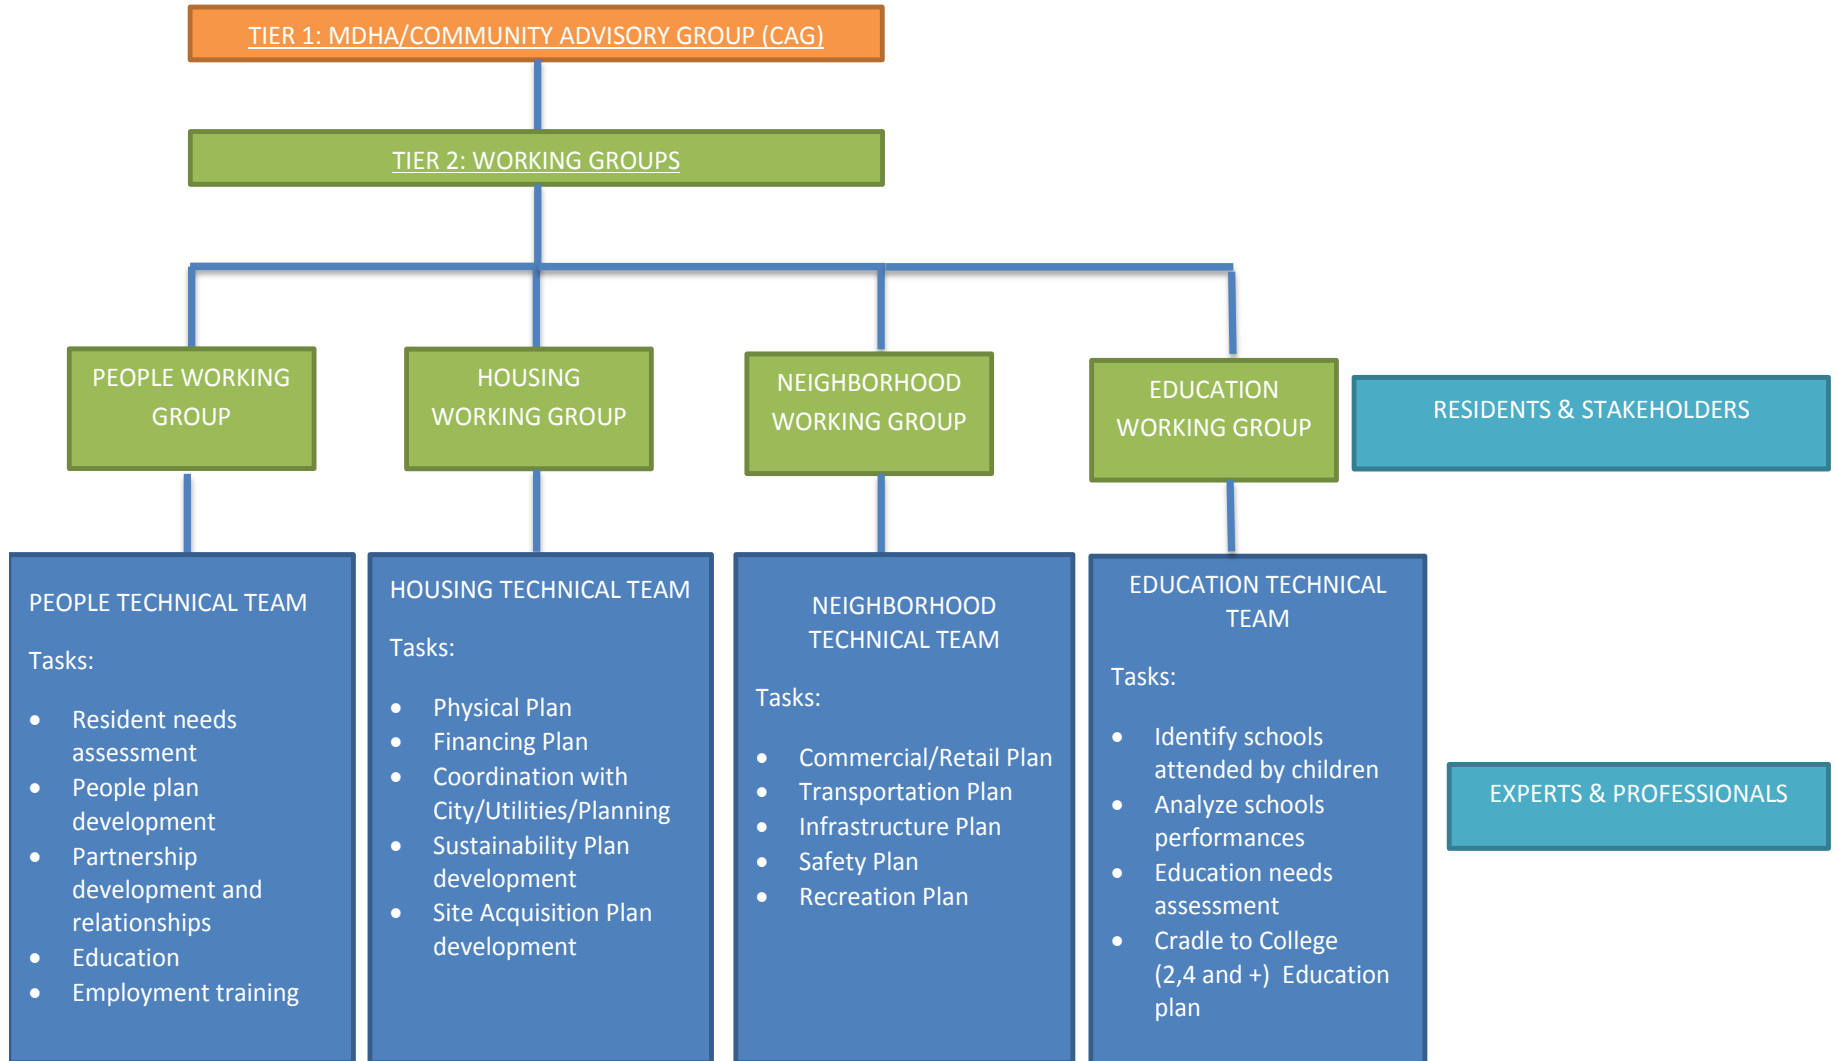 TIER 1: MDHA/COMMUNITY ADVISORY GROUP (CAG)
TIER 2: WORKING GROUPS
PEOPLE WORKING
GROUP
HOUSING
WORKING GROUP
NEIGHBORHOOD
WORKING GROUP
EDUCATION
WORKING GROUP
RESIDENTS & STAKEHOLDERS
PEOPLE TECHNICAL TEAM
Tasks:
• Resident needs
assessment
• People plan
development
• Partnership
development and
relationships
• Education
• Employment training
HOUSING TECHNICAL TEAM
Tasks:
• Physical Plan
• Financing Plan
• Coordination with
City/Utilities/Planning
• Sustainability Plan
development
• Site Acquisition Plan
development
NEIGHBORHOOD
TECHNICAL TEAM
Tasks:
• Commercial/Retail Plan
• Transportation Plan
• Infrastructure Plan
• Safety Plan
• Recreation Plan
EDUCATION TECHNICAL
TEAM
Tasks:
• Identify schools
attended by children
• Analyze schools
performances
• Education needs
assessment
• Cradle to College
(2,4 and +) Education
plan
EXPERTS & PROFESSIONALS